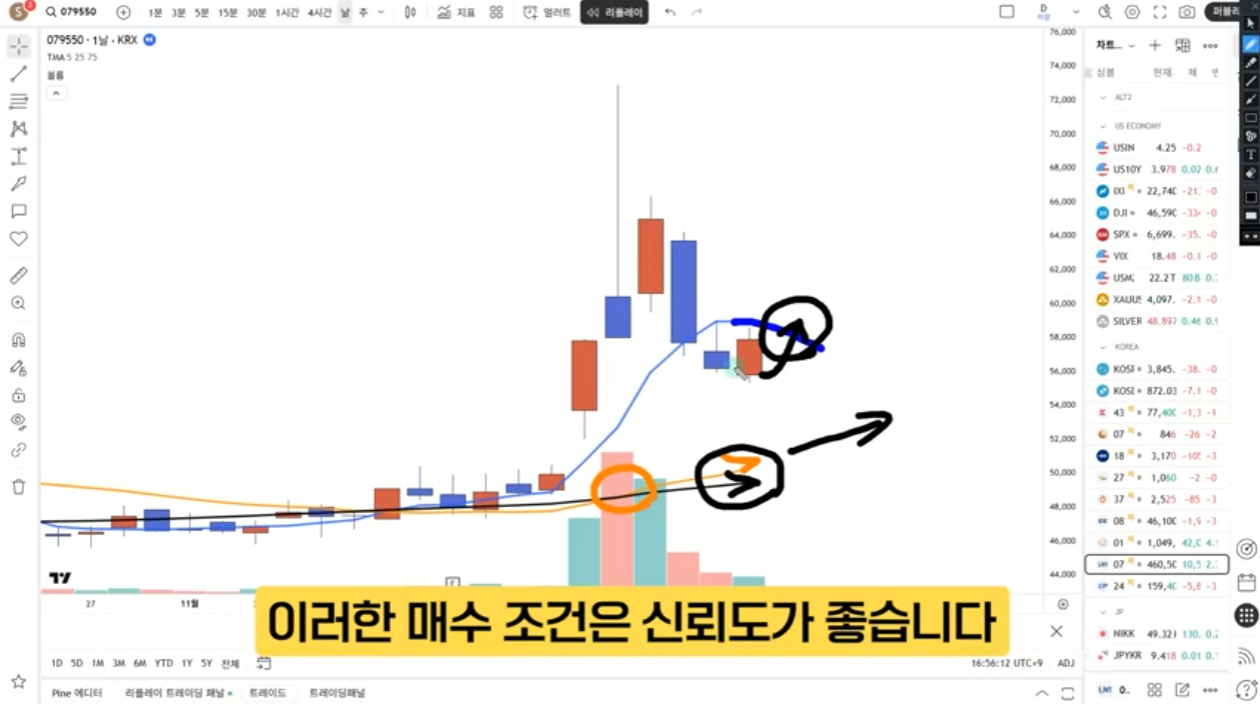 S 3 079550 1분 3분 5분 15분 30분 1시간 4시간 날 주 지표 얼러트 리플레이 D 저장 퍼블리
079550 · 1날 · KRX
TMA 5 25 75
볼륨
76,000
74,000
72,000
70,000
68,000
66,000
64,000
62,000
60,000
58,000
56,000
54,000
52,000
50,000
48,000
46,000
44,000
차트...
심볼 현재: 체 변
ALT2
US ECONOMY
USIN 4.25 -0.2
US10Y 3.978 0.02 0.6
IXI 22,740 -21
DJI 46,590 -334 -0
SPX 6,699. -35. -0
VIX 18.48 -0.1 -0
USMC 22.2 T 80 B 0.
XAUUS 4,097. -2.1 -0
SILVER 48.897 0.46 0.9
KOREA
KOSF 3,845. -38. -0
KOSI 872.03 -7.1 -0
43 77,400 -1,3 -1
07 846 -26 -2
18 3,170 -105 -3
27 1,060 -2 -0
37 2,525 -85 -3
08 46,100 -1,9 -3
01 1,049, 42,0 4.
07 460,50 10,5 2.
24 159,40 -5,8 -3
JP
NIKK 49.32 130. 0.2
JPYKR 9.418 0.01 0.1
27 11월
이러한 매수 조건은 신뢰도가 좋습니다
1D 5D 1M 3M 6M YTD 1Y 5Y 전체 16:56:12 UTC+9 ADJ
Pine 에디터 리플레이 트레이딩 패널 트레이드 트레이딩패널
0..